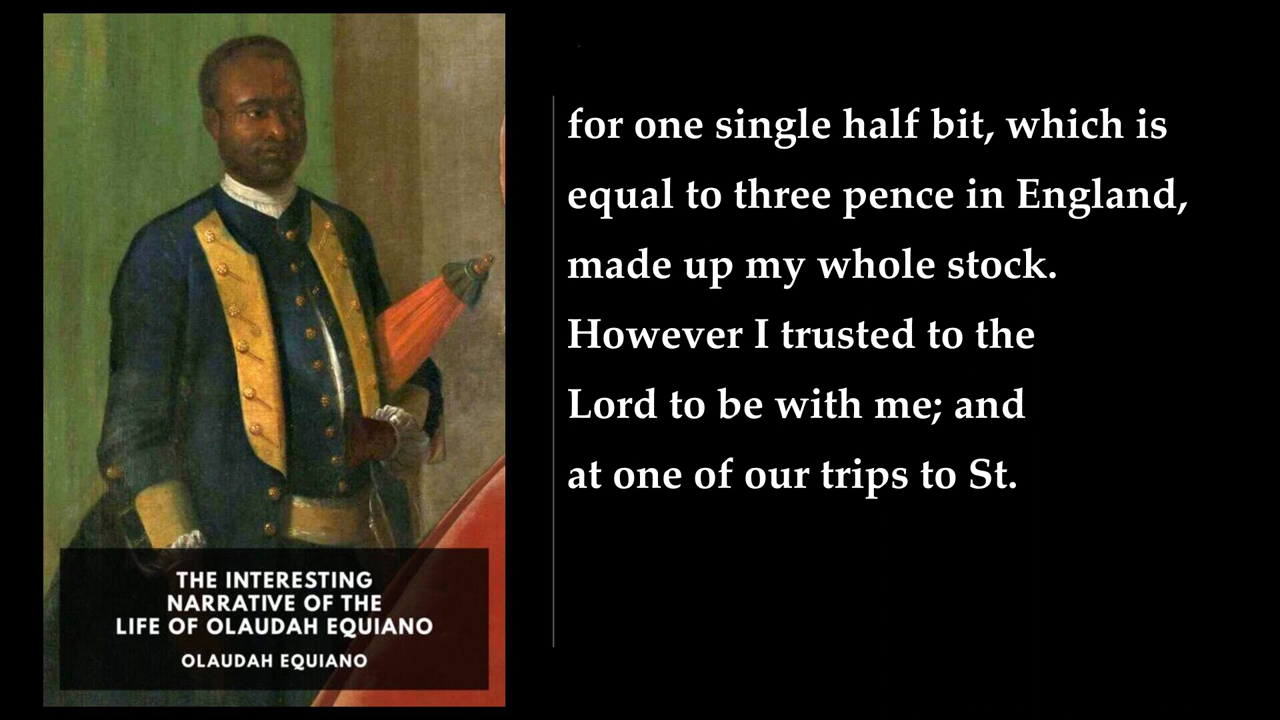 for one single half bit, which is
equal to three pence in England,
made up my whole stock.
However I trusted to the
Lord to be with me; and
at one of our trips to St.
THE INTERESTING
NARRATIVE OF THE
LIFE OF OLAUDAH EQUIANO
OLAUDAH EQUIANO